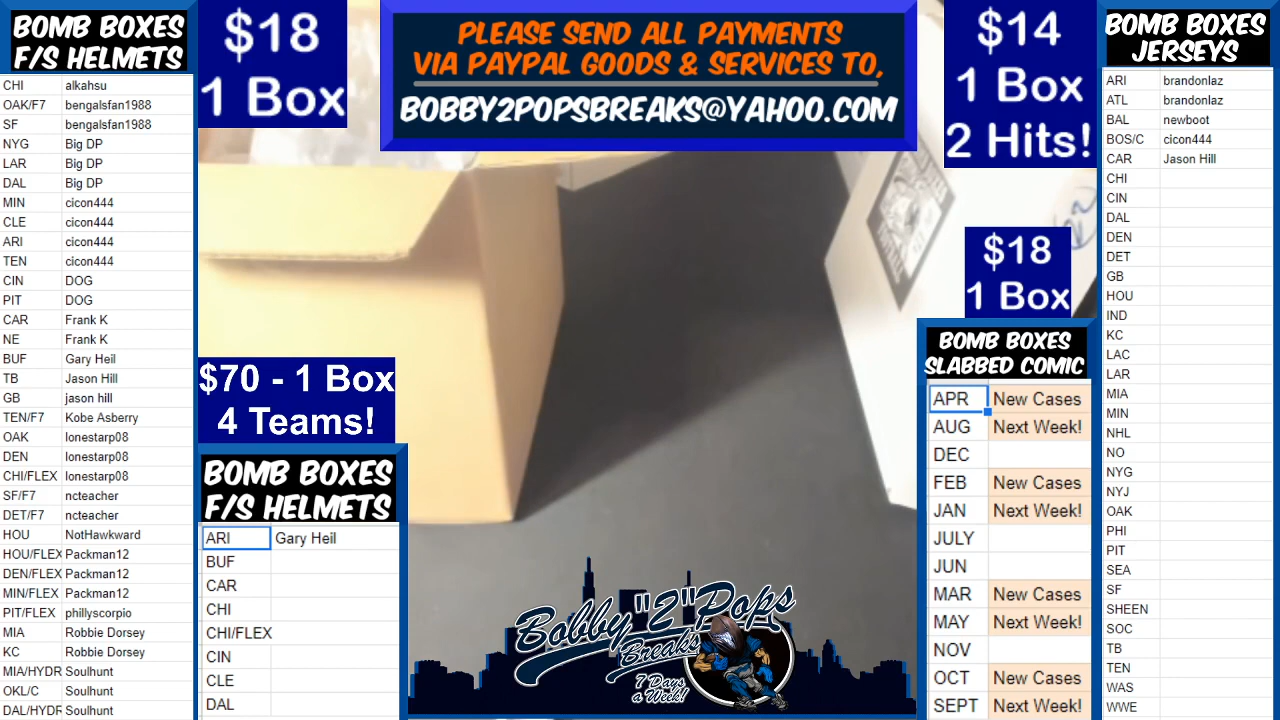 BOMB BOXES
F/S HELMETS
CHI alkahsu
OAK/F7 bengalsfan1988
SF bengalsfan1988
NYG Big DP
LAR Big DP
DAL Big DP
MIN cicon444
CLE cicon444
ARI cicon444
TEN cicon444
CIN DOG
PIT DOG
CAR Frank K
NE Frank K
BUF Gary Heil
TB Jason Hill
GB jason hill
TEN/F7 Kobe Asberry
OAK lonestarp08
DEN lonestarp08
CHI/FLEX lonestarp08
SF/F7 ncteacher
DET/F7 ncteacher
HOU NotHawkward
HOU/FLEX Packman12
DEN/FLEX Packman12
MIN/FLEX Packman12
PIT/FLEX phillyscorpio
MIA Robbie Dorsey
KC Robbie Dorsey
MIA/HYDR Soulhunt
OKL/C Soulhunt
DAL/HYDR Soulhunt
$18
1 Box
$70 - 1 Box
4 Teams!
BOMB BOXES
F/S HELMETS
ARI Gary Heil
BUF
CAR
CHI
CHI/FLEX
CIN
CLE
DAL
PLEASE SEND ALL PAYMENTS
VIA PAYPAL GOODS & SERVICES TO,
BOBBY2POPSBREAKS@YAHOO.COM
Bobby "2" Pops
Breaks
7 Days
a Week!
$14
1 Box
2 Hits!
$18
1 Box
BOMB BOXES
SLABBED COMIC
APR New Cases
AUG Next Week!
DEC
FEB New Cases
JAN Next Week!
JULY
JUN
MAR New Cases
MAY Next Week!
NOV
OCT New Cases
SEPT Next Week!
BOMB BOXES
JERSEYS
ARI brandonlaz
ATL brandonlaz
BAL newboot
BOS/C cicon444
CAR Jason Hill
CHI
CIN
DAL
DEN
DET
GB
HOU
IND
KC
LAC
LAR
MIA
MIN
NHL
NO
NYG
NYJ
OAK
PHI
PIT
SEA
SF
SHEEN
SOC
TB
TEN
WAS
WWE